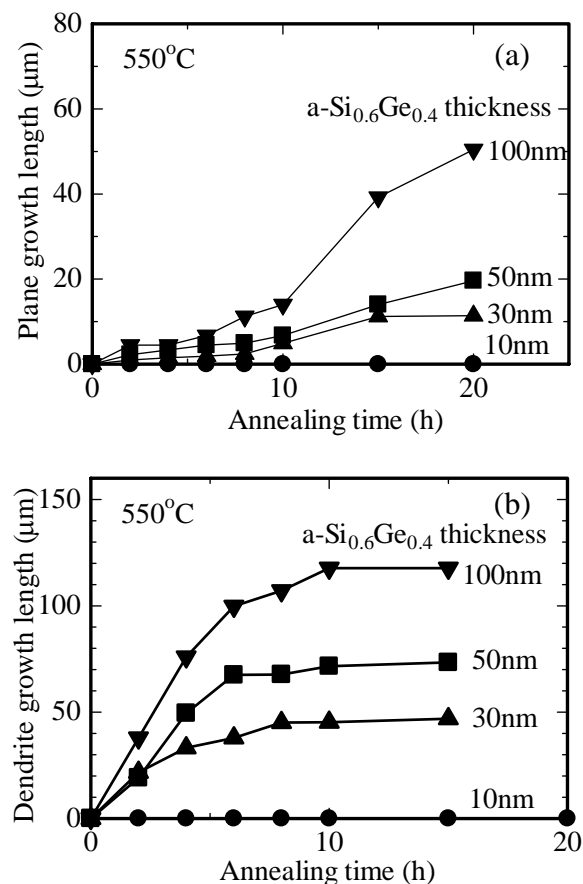 80
550°C
(a)
a-Si0.6Ge0.4 thickness
60
100nm
40
50nm
20
30nm
10nm
0
0 10 20
Plane growth length (μm)
Annealing time (h)
150
550°C
(b)
a-Si0.6Ge0.4 thickness
100nm
100
50nm
50
30nm
10nm
0
0 10 20
Dendrite growth length (μm)
Annealing time (h)